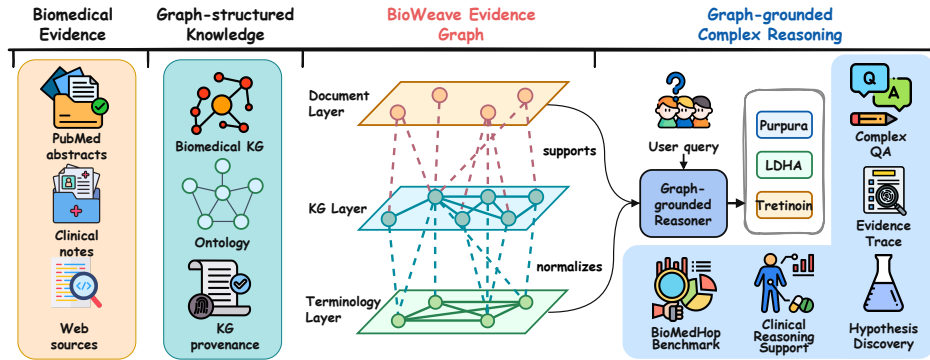 Biomedical
Evidence
Graph-structured
Knowledge
BioWeave Evidence
Graph
Graph-grounded
Complex Reasoning
PubMed
abstracts
Clinical
notes
Web
sources
Biomedical KG
Ontology
KG
provenance
Document
Layer
KG Layer
Terminology
Layer
supports
normalizes
User query
Graph-
grounded
Reasoner
Purpura
LDHA
Tretinoin
Q
A
Complex
QA
Evidence
Trace
BioMedHop
Benchmark
Clinical
Reasoning
Support
Hypothesis
Discovery